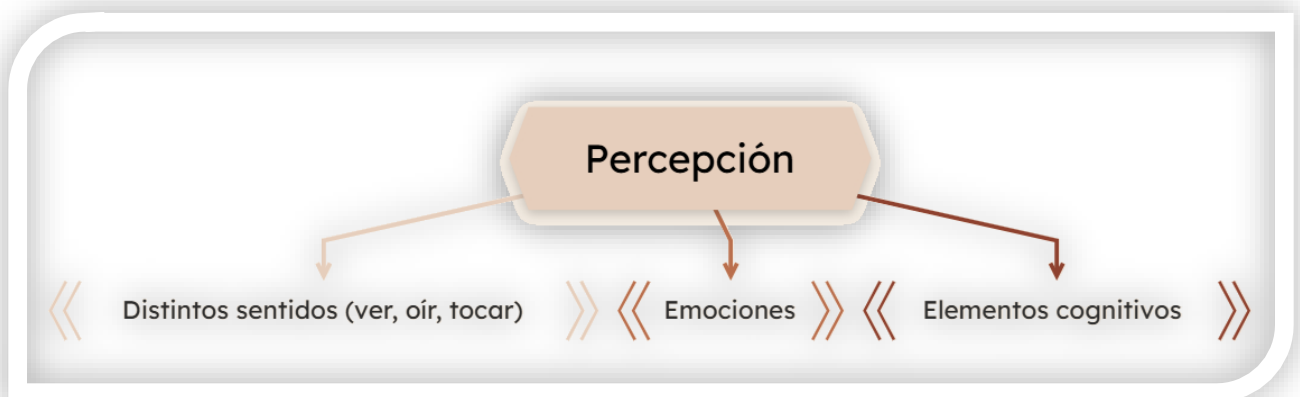 Percepción
Distintos sentidos (ver, oír, tocar)
Emociones
Elementos cognitivos